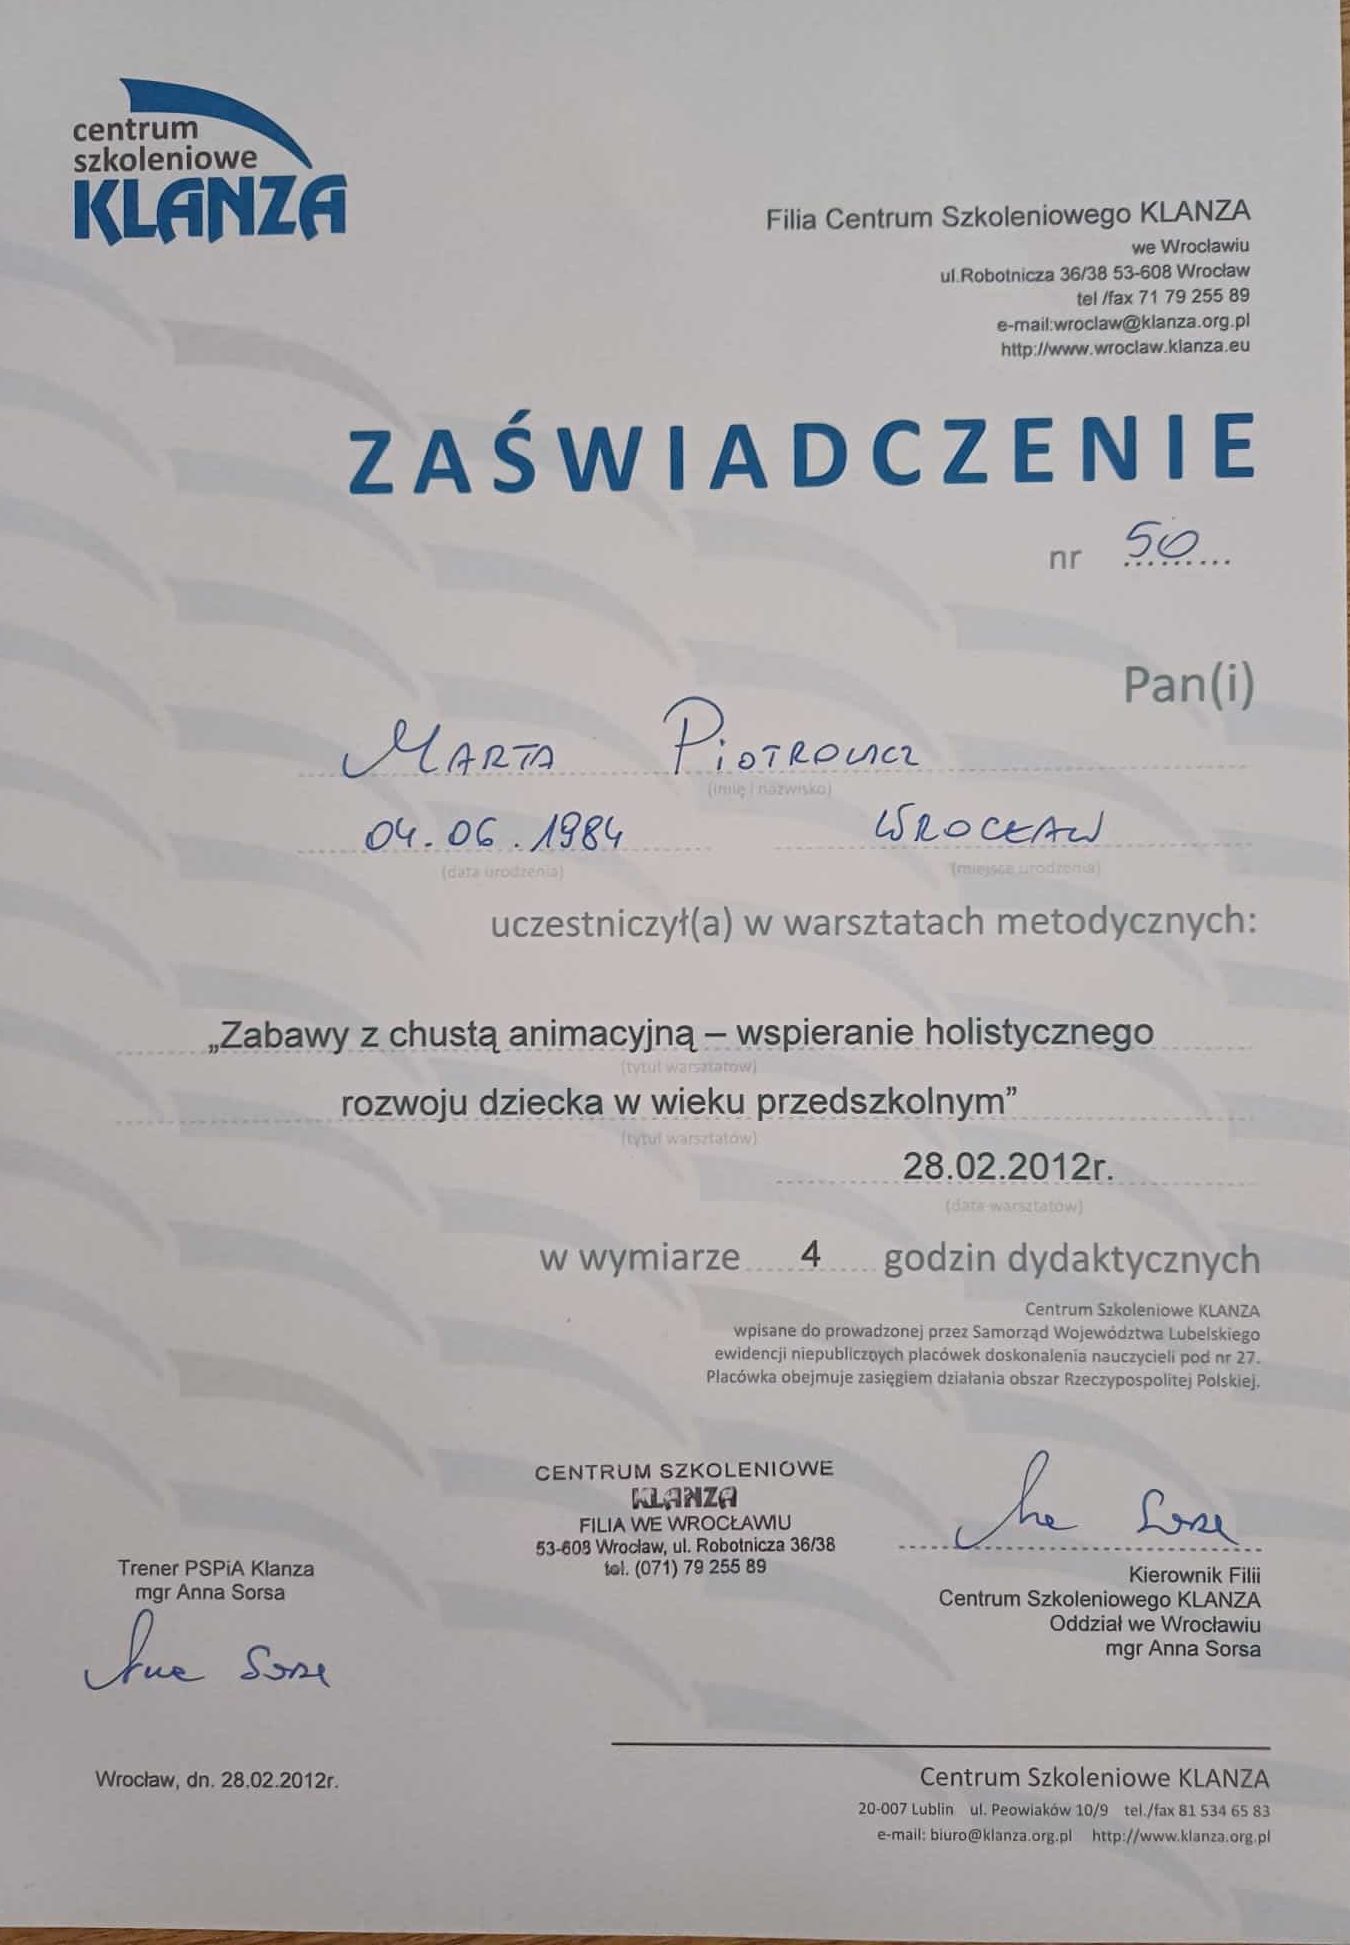 centrum
szkoleniowe
KLANZA
Filia Centrum Szkoleniowego KLANZA
we Wrocławiu
ul.Robotnicza 36/38 53-608 Wrocław
tel /fax 71 79 255 89
e-mail:wroclaw@klanza.org.pl
http://www.wroclaw.klanza.eu
ZAŚWIADCZENIE
nr 50
Pan(i)
MARTA PIOTROWICZ
(imię i nazwisko)
04.06.1984 WROCŁAW
(data urodzenia) (miejsce urodzenia)
uczestniczył(a) w warsztatach metodycznych:
„Zabawy z chustą animacyjną – wspieranie holistycznego
(tytuł warsztatów)
rozwoju dziecka w wieku przedszkolnym”
(tytuł warsztatów)
28.02.2012r.
(data warsztatów)
w wymiarze 4 godzin dydaktycznych
Centrum Szkoleniowe KLANZA
wpisane do prowadzonej przez Samorząd Województwa Lubelskiego
ewidencji niepublicznych placówek doskonalenia nauczycieli pod nr 27.
Placówka obejmuje zasięgiem działania obszar Rzeczypospolitej Polskiej.
CENTRUM SZKOLENIOWE
KLANZA
FILIA WE WROCŁAWIU
53-608 Wrocław, ul. Robotnicza 36/38
tel. (071) 79 255 89
Kierownik Filii
Centrum Szkoleniowego KLANZA
Oddział we Wrocławiu
mgr Anna Sorsa
Trener PSPiA Klanza
mgr Anna Sorsa
Wrocław, dn. 28.02.2012r.
Centrum Szkoleniowe KLANZA
20-007 Lublin ul. Peowiaków 10/9 tel./fax 81 534 65 83
e-mail: biuro@klanza.org.pl http://www.klanza.org.pl